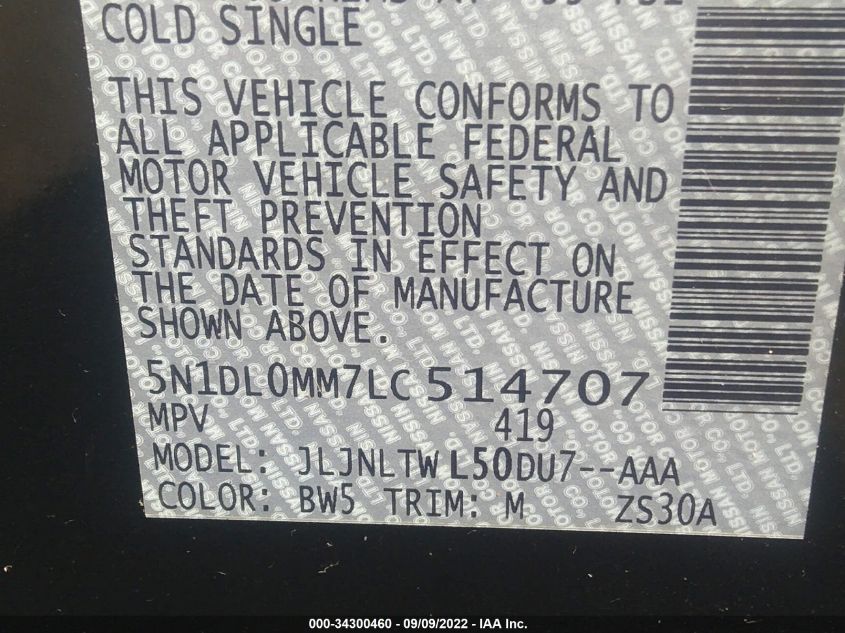 COLD SINGLE
THIS VEHICLE CONFORMS TO
ALL APPLICABLE FEDERAL
MOTOR VEHICLE SAFETY AND
THEFT PREVENTION
STANDARDS IN EFFECT ON
THE DATE OF MANUFACTURE
SHOWN ABOVE.
5N1DL0MM7LC514707
MPV 419
MODEL: JLJNLTWL50DU7--AAA
COLOR: BW5 TRIM: M ZS30A
000-34300460 - 09/09/2022 - IAA Inc.